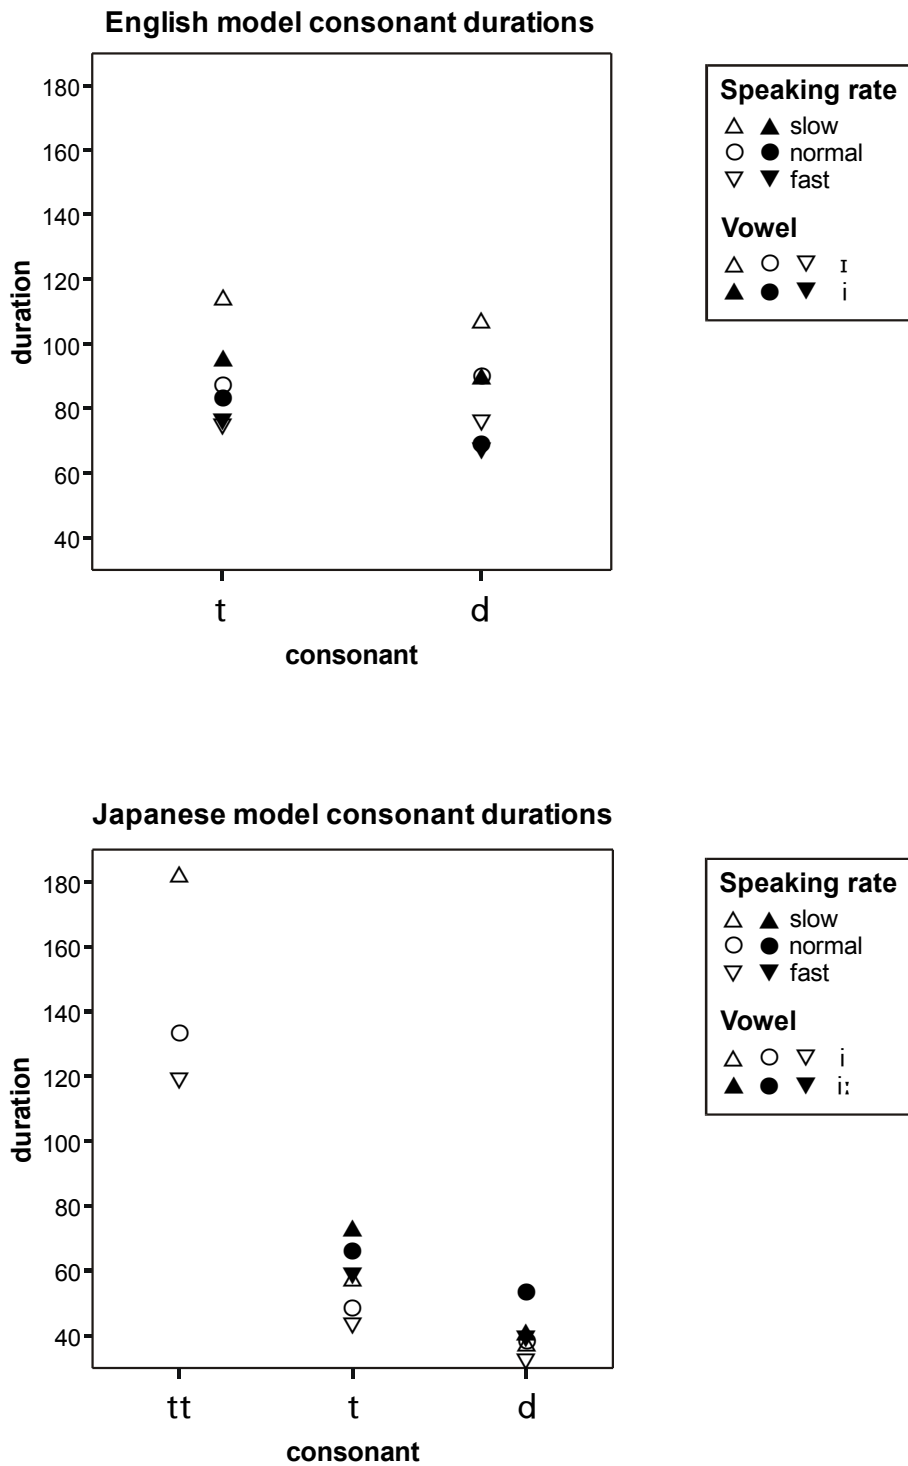 English model consonant durations
180
160
140
120
100
80
60
40
duration
t d
consonant
Speaking rate
slow
normal
fast
Vowel
ɪ
i
Japanese model consonant durations
180
160
140
120
100
80
60
40
duration
tt t d
consonant
Speaking rate
slow
normal
fast
Vowel
i
iː